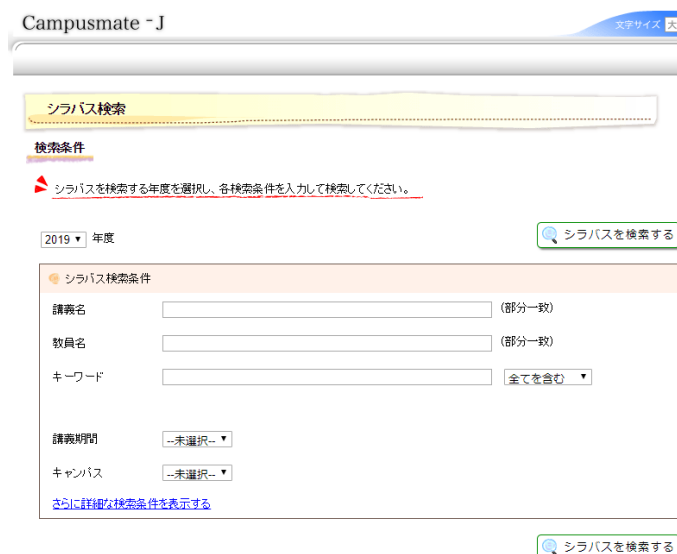 Campusmate-J
文字サイズ 大
シラバス検索
検索条件
シラバスを検索する年度を選択し、各検索条件を入力して検索してください。
2019 ▼ 年度
シラバスを検索する
シラバス検索条件
講義名 (部分一致)
教員名 (部分一致)
キーワード 全てを含む ▼
講義期間 --未選択-- ▼
キャンパス --未選択-- ▼
さらに詳細な検索条件を表示する
シラバスを検索する